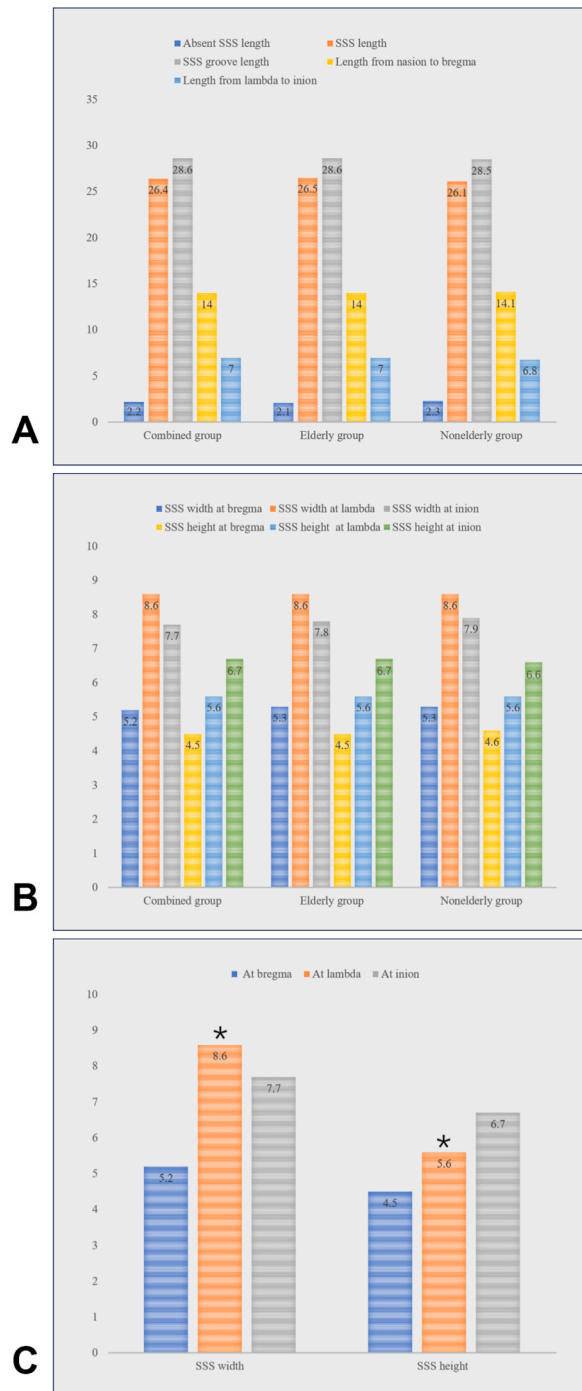 Absent SSS length SSS length
SSS groove length Length from nasion to bregma
Length from lambda to inion
35
30
25
20
15
10
5
0
2.2 26.4 28.6 14 7
2.1 26.5 28.6 14 7
2.3 26.1 28.5 14.1 6.8
Combined group Elderly group Nonelderly group
A
SSS width at bregma SSS width at lambda SSS width at inion
SSS height at bregma SSS height at lambda SSS height at inion
10
9
8
7
6
5
4
3
2
1
0
5.2 8.6 7.7 4.5 5.6 6.7
5.3 8.6 7.8 4.5 5.6 6.7
5.3 8.6 7.9 4.6 5.6 6.6
Combined group Elderly group Nonelderly group
B
At bregma At lambda At inion
10
9
8
7
6
5
4
3
2
1
0
*
5.2 8.6 7.7
*
4.5 5.6 6.7
SSS width SSS height
C